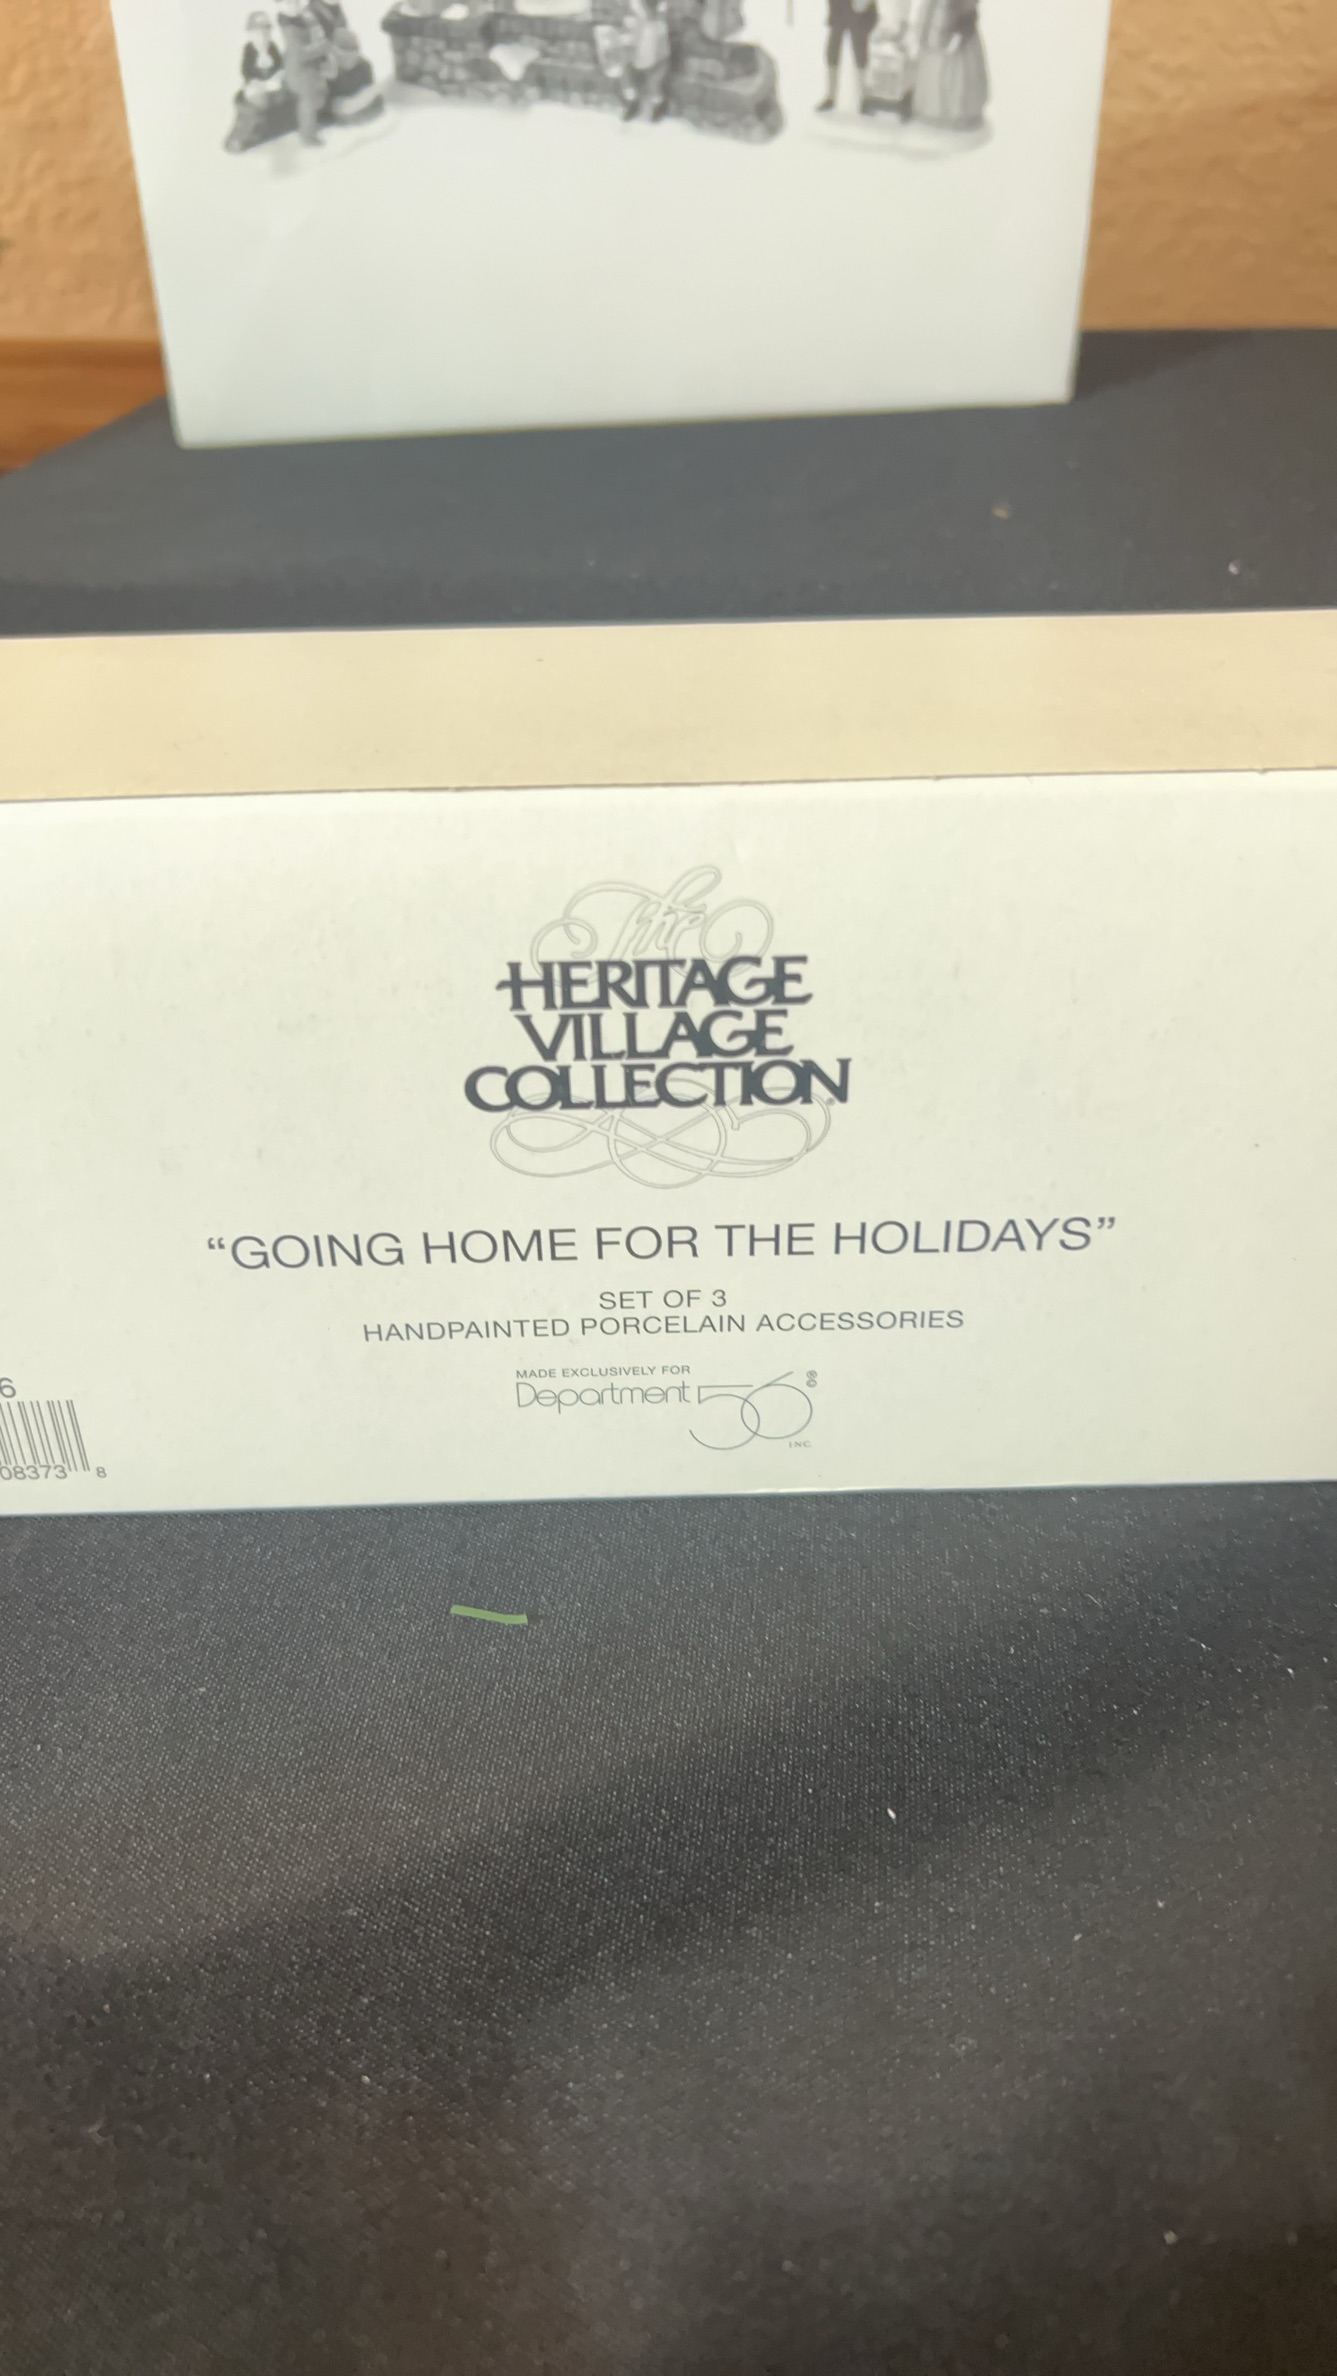 The
HERITAGE
VILLAGE
COLLECTION
“GOING HOME FOR THE HOLIDAYS”
SET OF 3
HANDPAINTED PORCELAIN ACCESSORIES
MADE EXCLUSIVELY FOR
Department 56®
INC.
6
08373 8